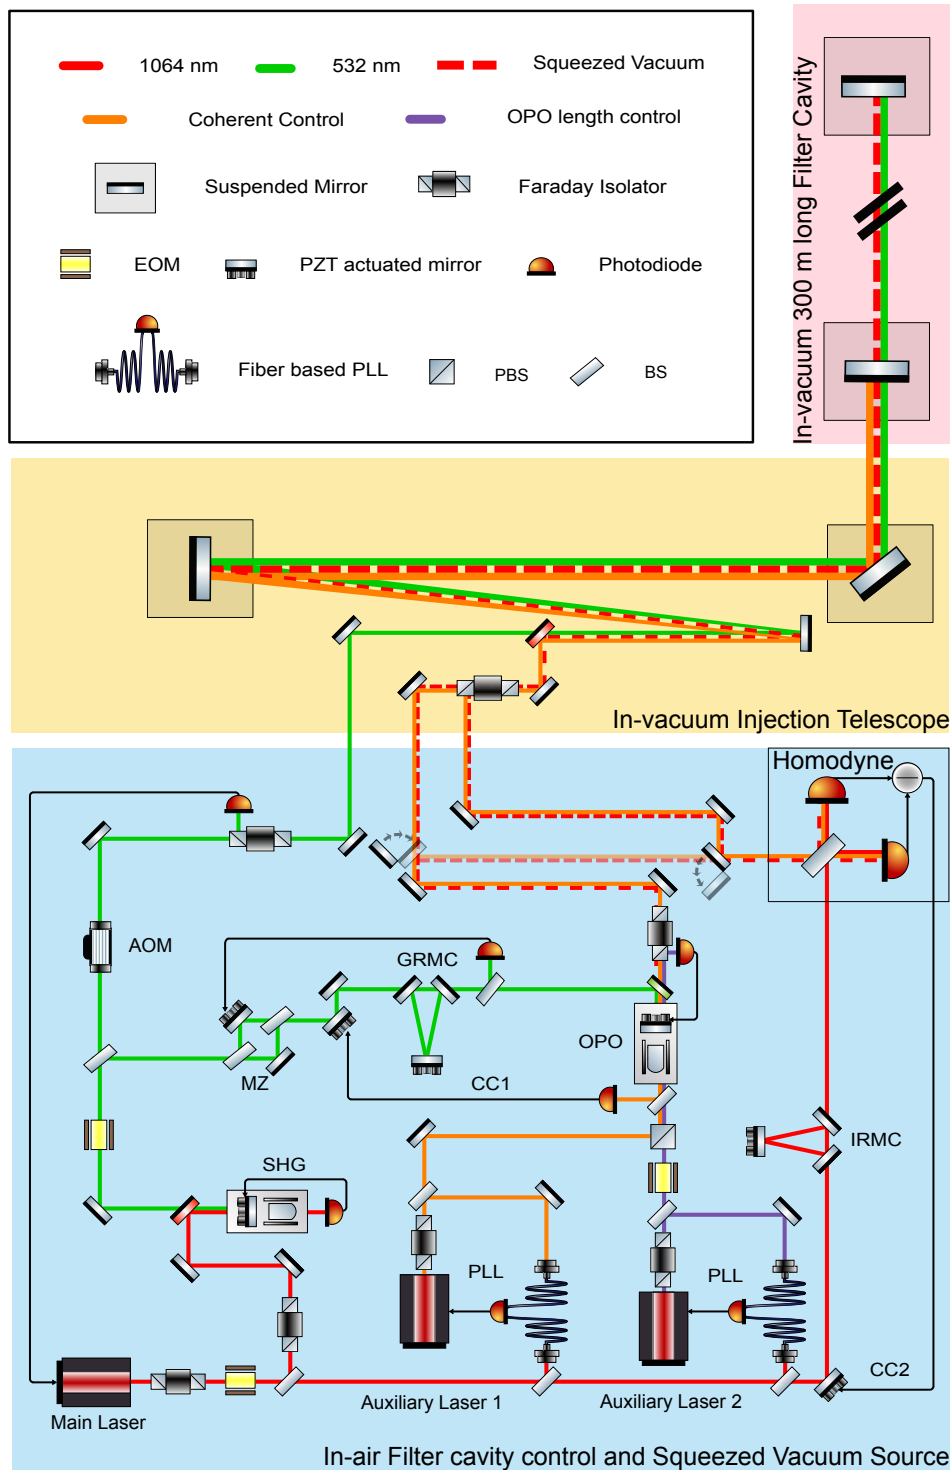 1064 nm
532 nm
Squeezed Vacuum
Coherent Control
OPO length control
Suspended Mirror
Faraday Isolator
EOM
PZT actuated mirror
Photodiode
Fiber based PLL
PBS
BS
In-vacuum 300 m long Filter Cavity
In-vacuum Injection Telescope
Homodyne
AOM
GRMC
OPO
MZ
CC1
IRMC
SHG
PLL
PLL
CC2
Auxiliary Laser 1
Auxiliary Laser 2
Main Laser
In-air Filter cavity control and Squeezed Vacuum Source